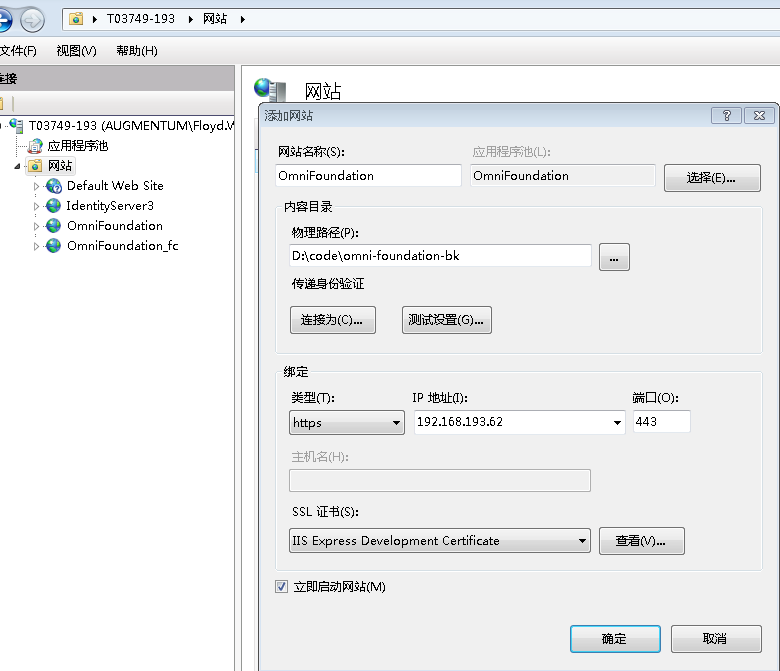 T03749-193 网站
文件(F) 视图(V) 帮助(H)
连接
T03749-193 (AUGMENTUM\Floyd.
应用程序池
网站
Default Web Site
IdentityServer3
OmniFoundation
OmniFoundation_fc
网站
添加网站
网站名称(S): 应用程序池(L):
OmniFoundation OmniFoundation 选择(E)...
内容目录
物理路径(P):
D:\code\omni-foundation-bk ...
传递身份验证
连接为(C)... 测试设置(G)...
绑定
类型(T): IP 地址(I): 端口(O):
https 192.168.193.62 443
主机名(H):
SSL 证书(S):
IIS Express Development Certificate 查看(V)...
立即启动网站(M)
确定 取消